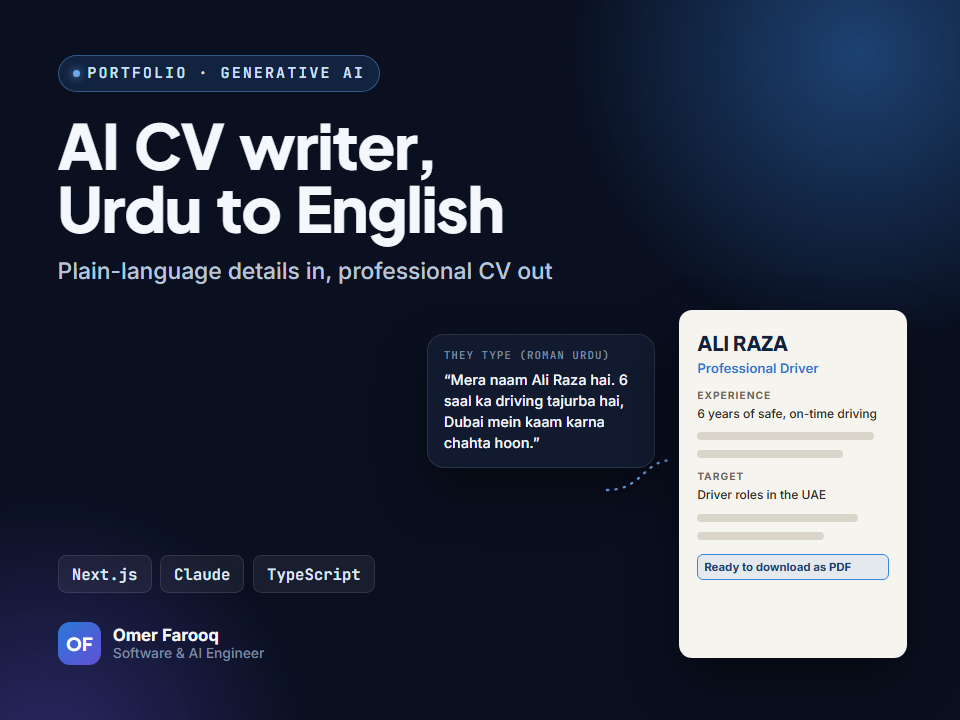 PORTFOLIO · GENERATIVE AI
AI CV writer,
Urdu to English
Plain-language details in, professional CV out
THEY TYPE (ROMAN URDU)
“Mera naam Ali Raza hai. 6
saal ka driving tajurba hai,
Dubai mein kaam karna
chahta hoon.”
ALI RAZA
Professional Driver
EXPERIENCE
6 years of safe, on-time driving
TARGET
Driver roles in the UAE
Ready to download as PDF
Next.js
Claude
TypeScript
OF
Omer Farooq
Software & AI Engineer